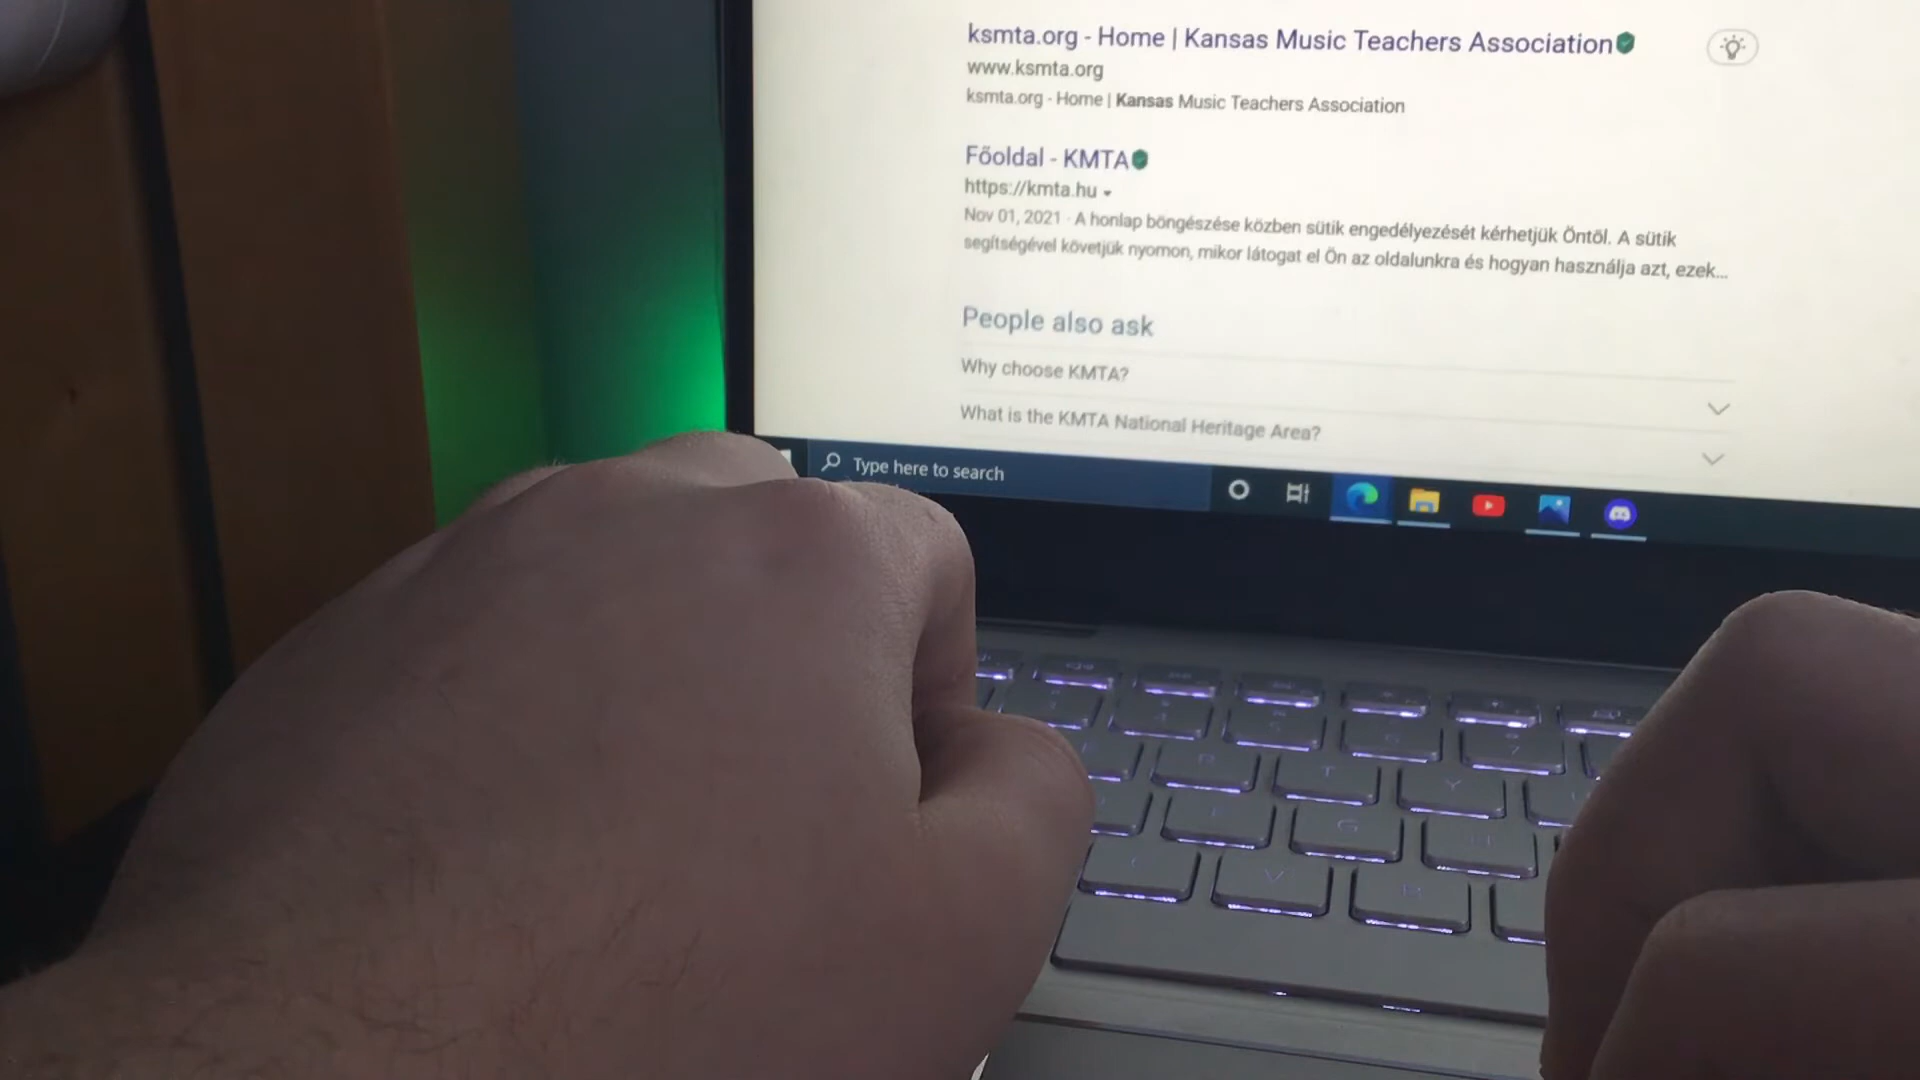 ksmta.org - Home | Kansas Music Teachers Association
www.ksmta.org
ksmta.org - Home | Kansas Music Teachers Association
Főoldal - KMTA
https://kmta.hu
Nov 01, 2021 · A honlap böngészése közben sütik engedélyezését kérhetjük Öntől. A sütik
segítségével követjük nyomon, mikor látogat el Ön az oldalunkra és hogyan használja azt, ezek...
People also ask
Why choose KMTA?
What is the KMTA National Heritage Area?
Type here to search
7
R T Y
G H
V B